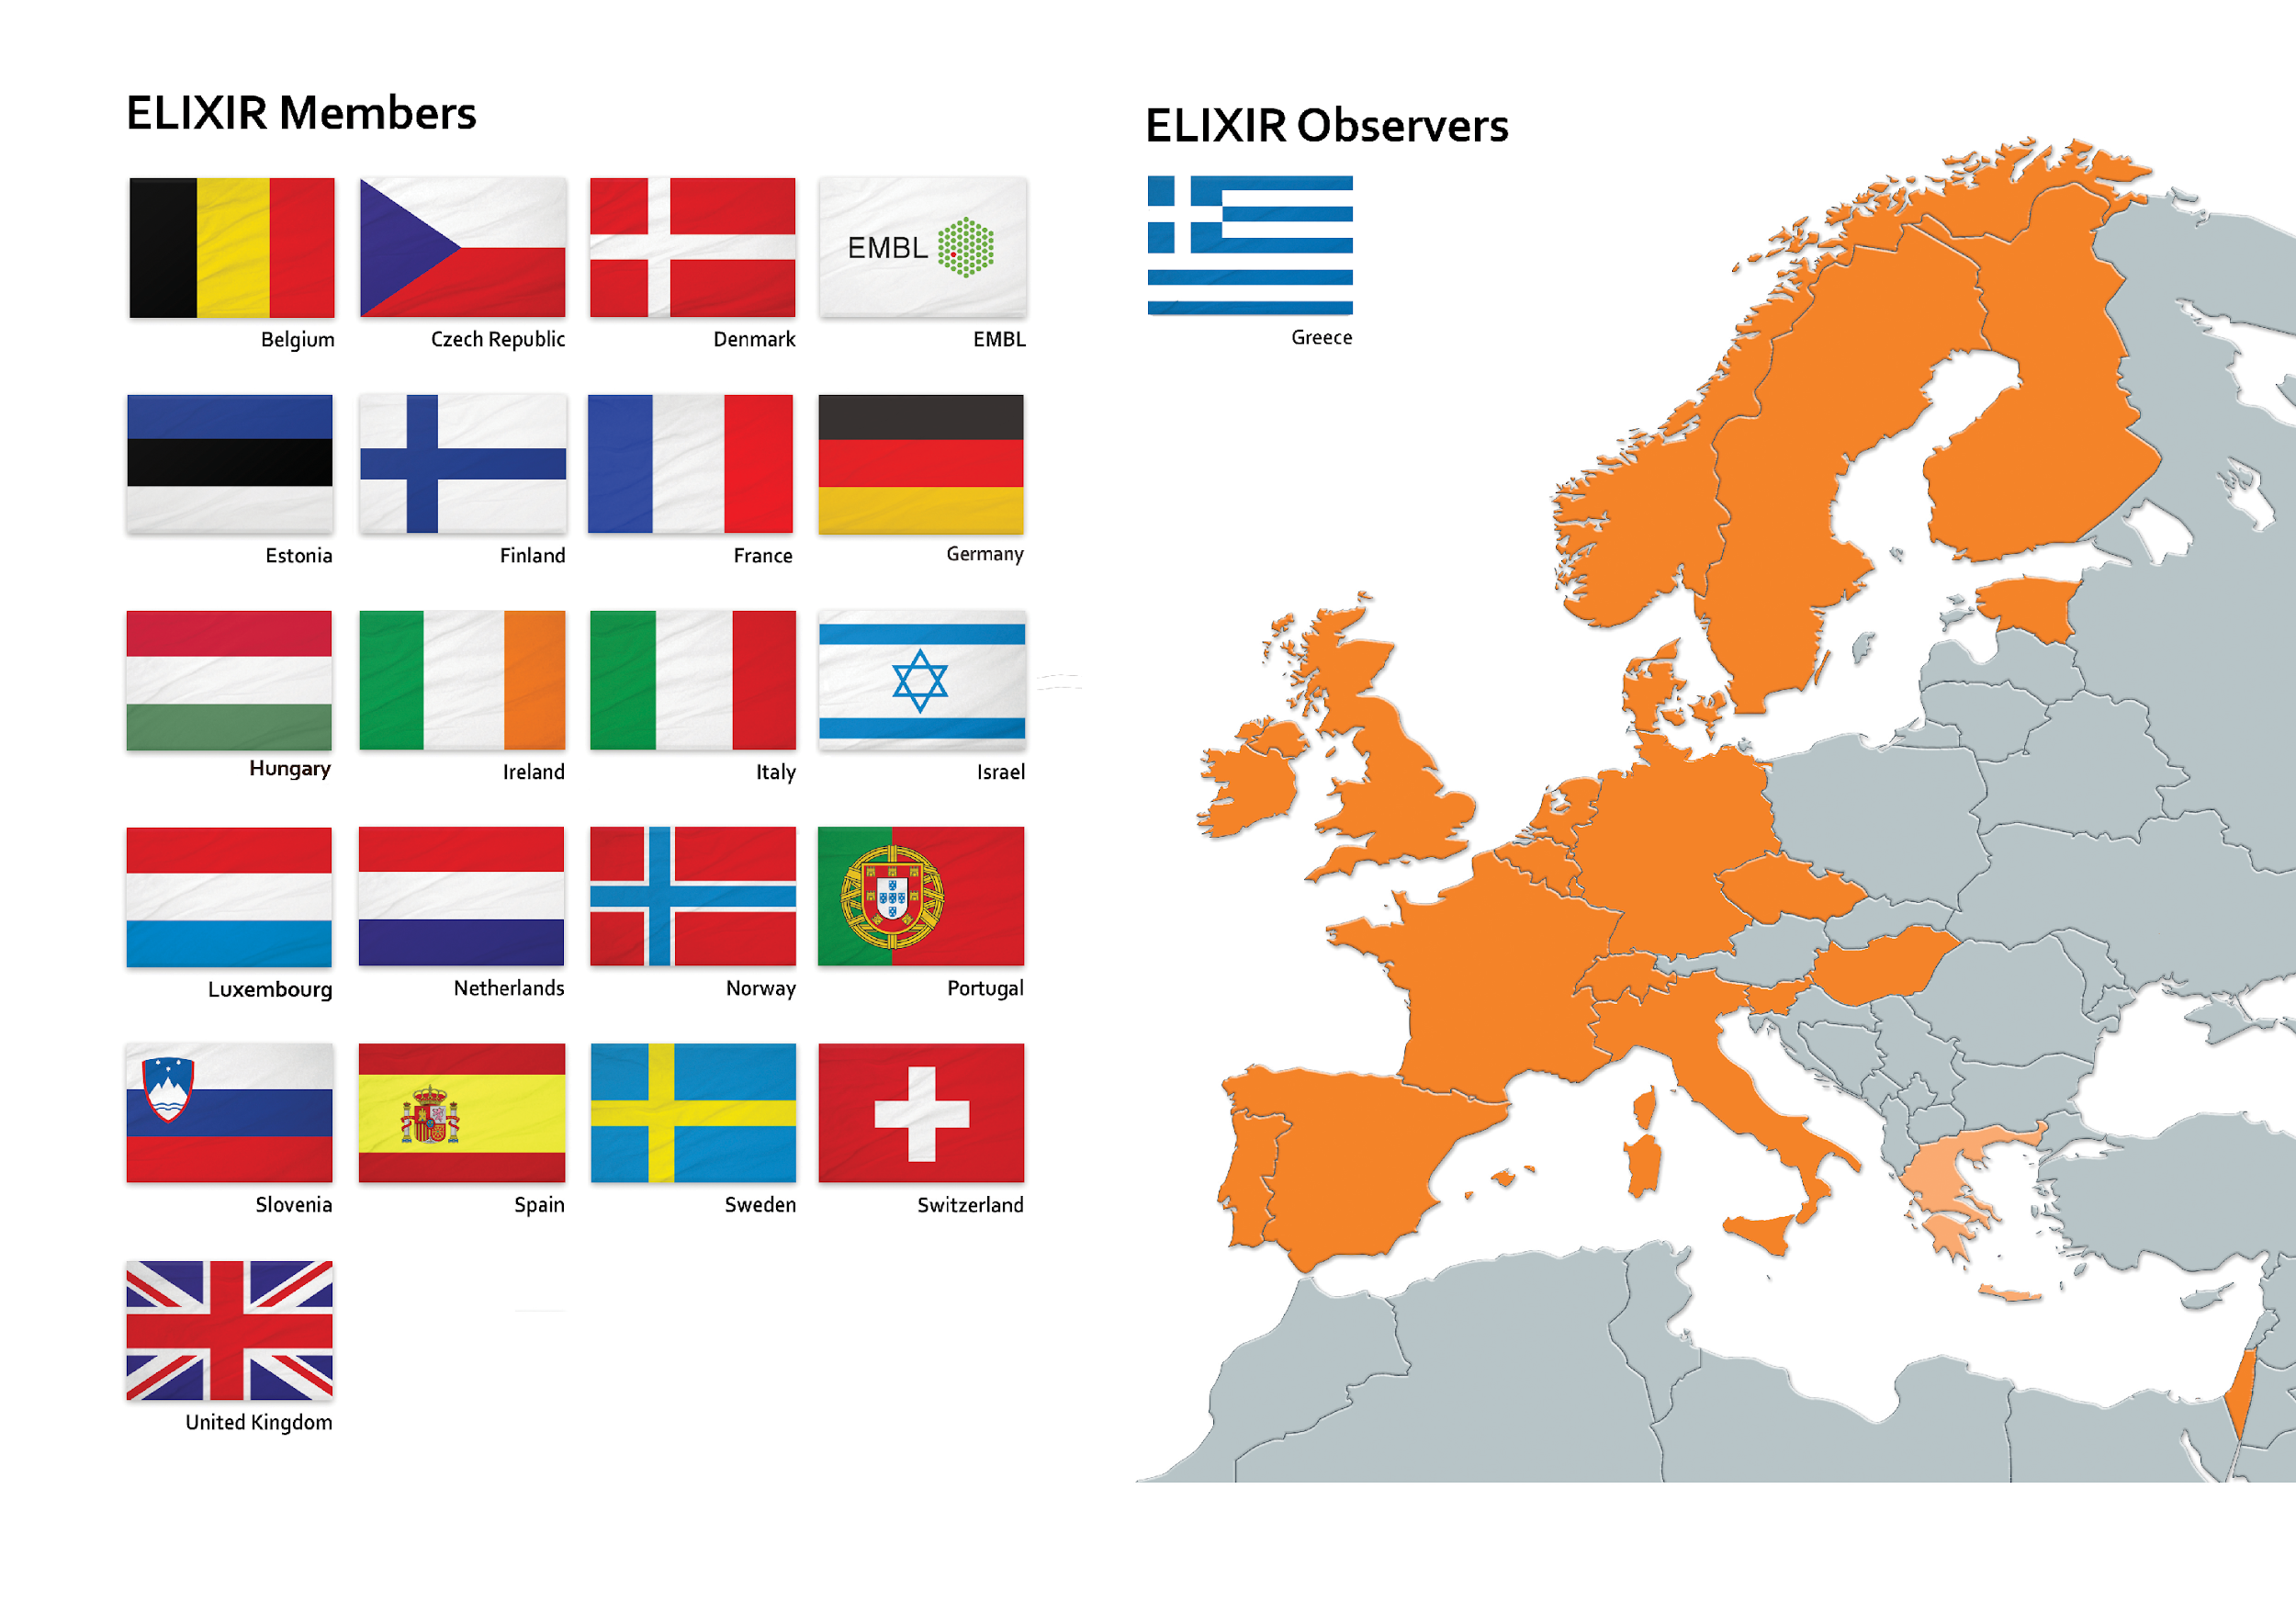 ELIXIR Members
Belgium
Czech Republic
Denmark
EMBL
EMBL
Estonia
Finland
France
Germany
Hungary
Ireland
Italy
Israel
Luxembourg
Netherlands
Norway
Portugal
Slovenia
Spain
Sweden
Switzerland
United Kingdom
ELIXIR Observers
Greece